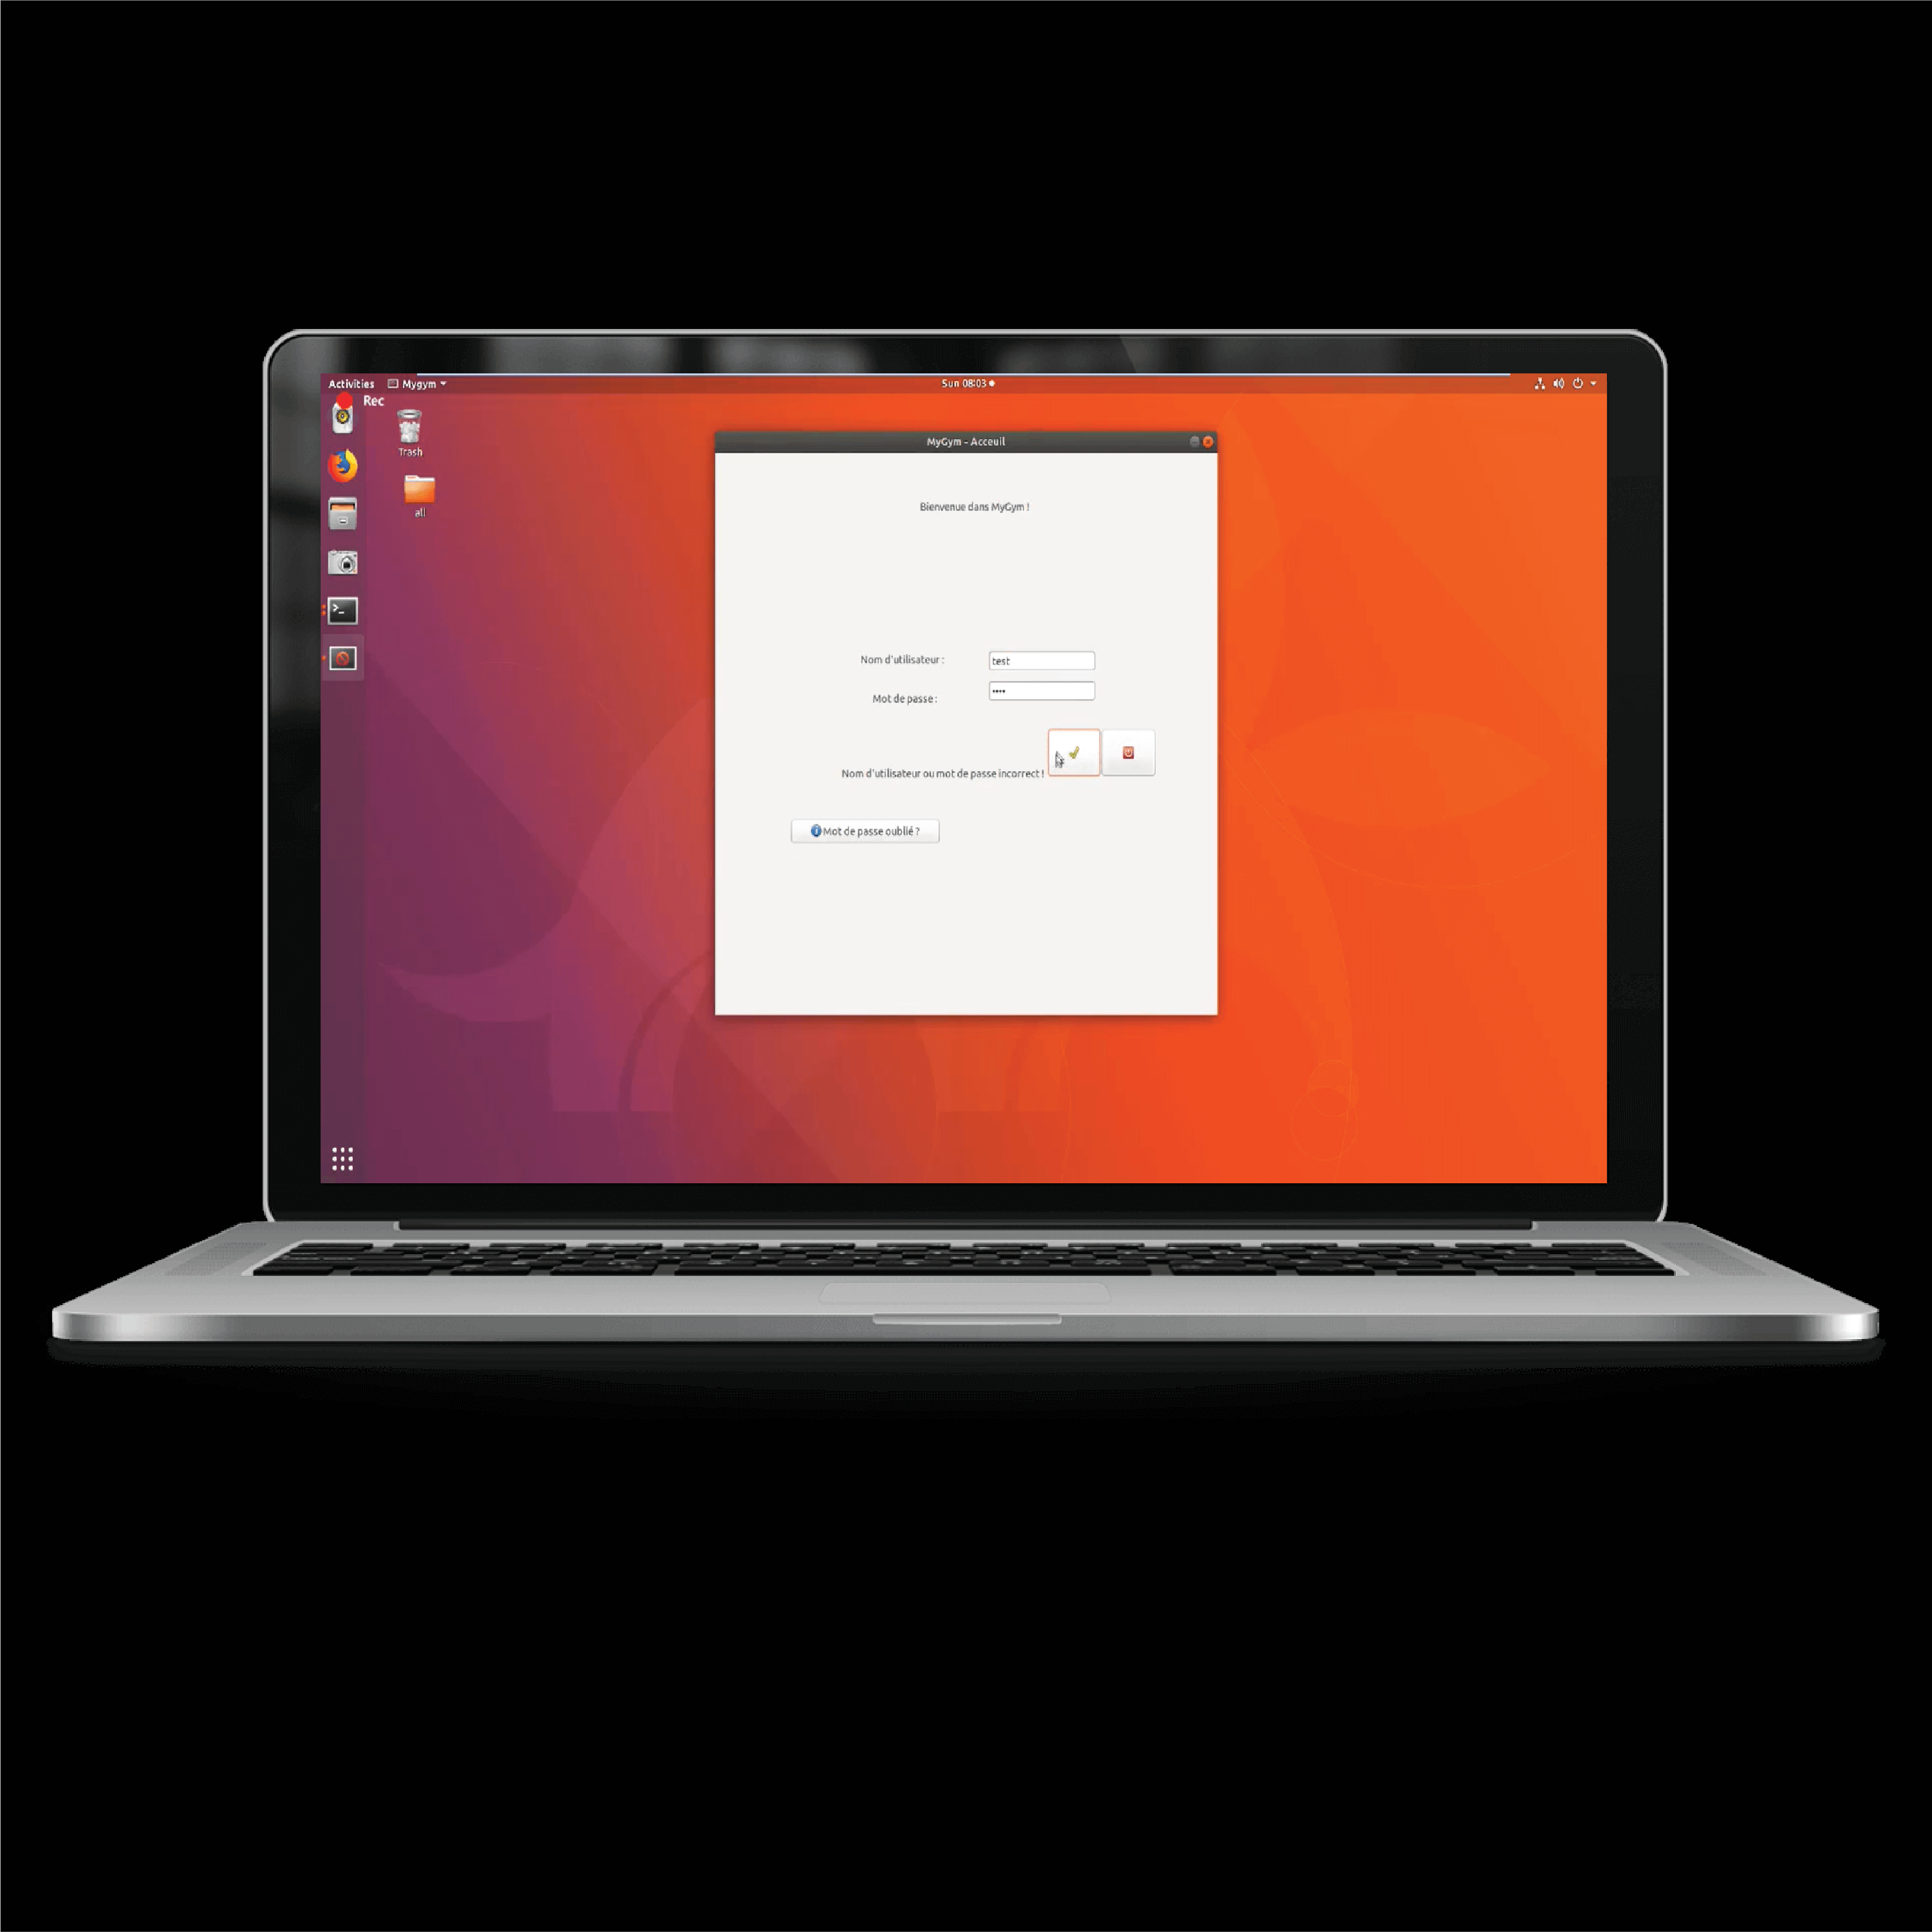 Activities Mygym Sun 08:03
Rec
Trash
all
MyGym - Acceuil
Bienvenue dans MyGym !
Nom d'utilisateur : test
Mot de passe : ••••
Nom d'utilisateur ou mot de passe incorrect !
Mot de passe oublié ?